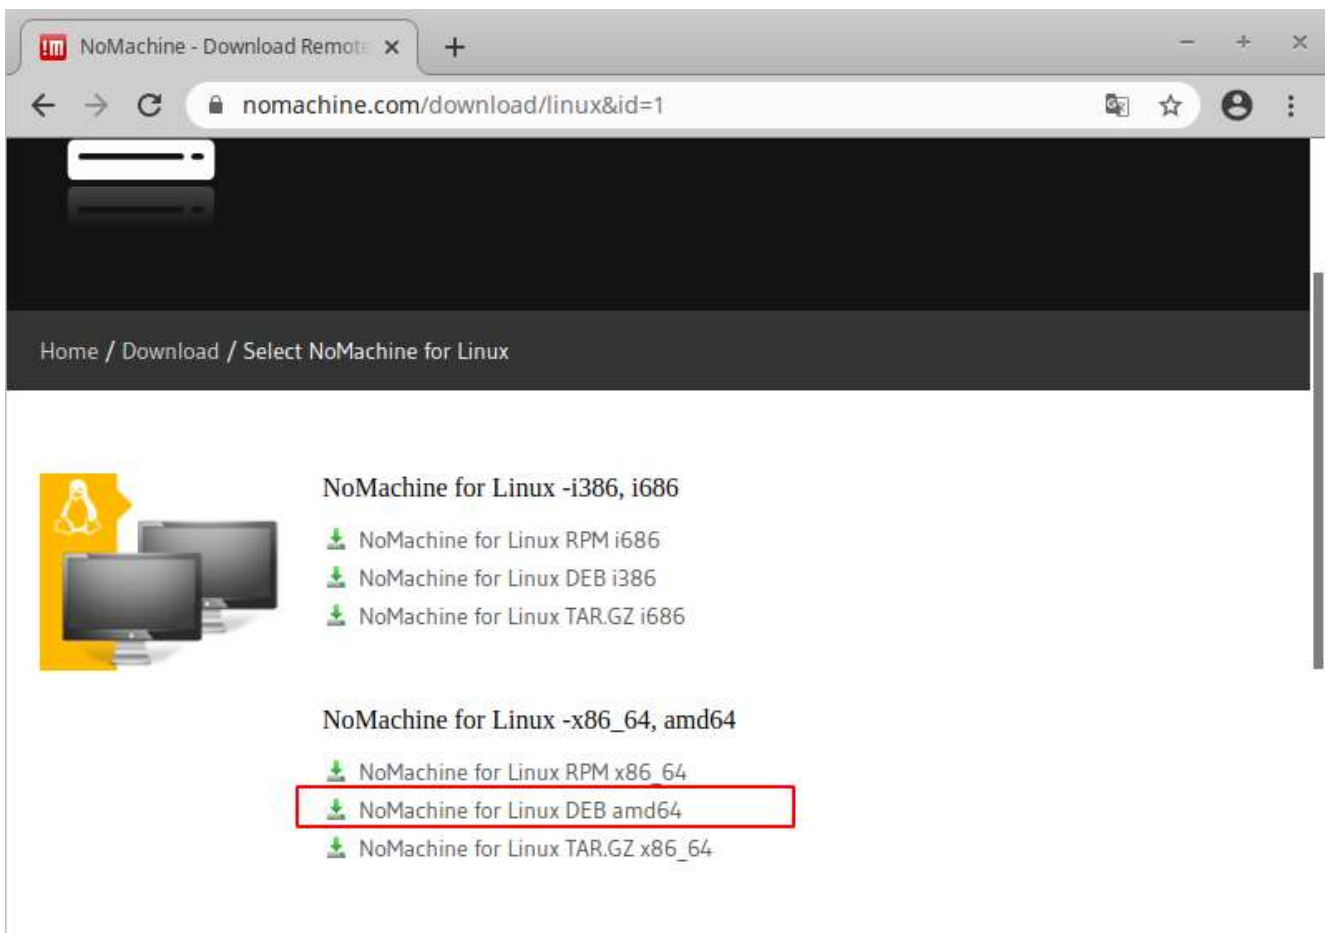 !m NoMachine - Download Remote
nomachine.com/download/linux&id=1
Home / Download / Select NoMachine for Linux
NoMachine for Linux -i386, i686
NoMachine for Linux RPM i686
NoMachine for Linux DEB i386
NoMachine for Linux TAR.GZ i686
NoMachine for Linux -x86_64, amd64
NoMachine for Linux RPM x86_64
NoMachine for Linux DEB amd64
NoMachine for Linux TAR.GZ x86_64